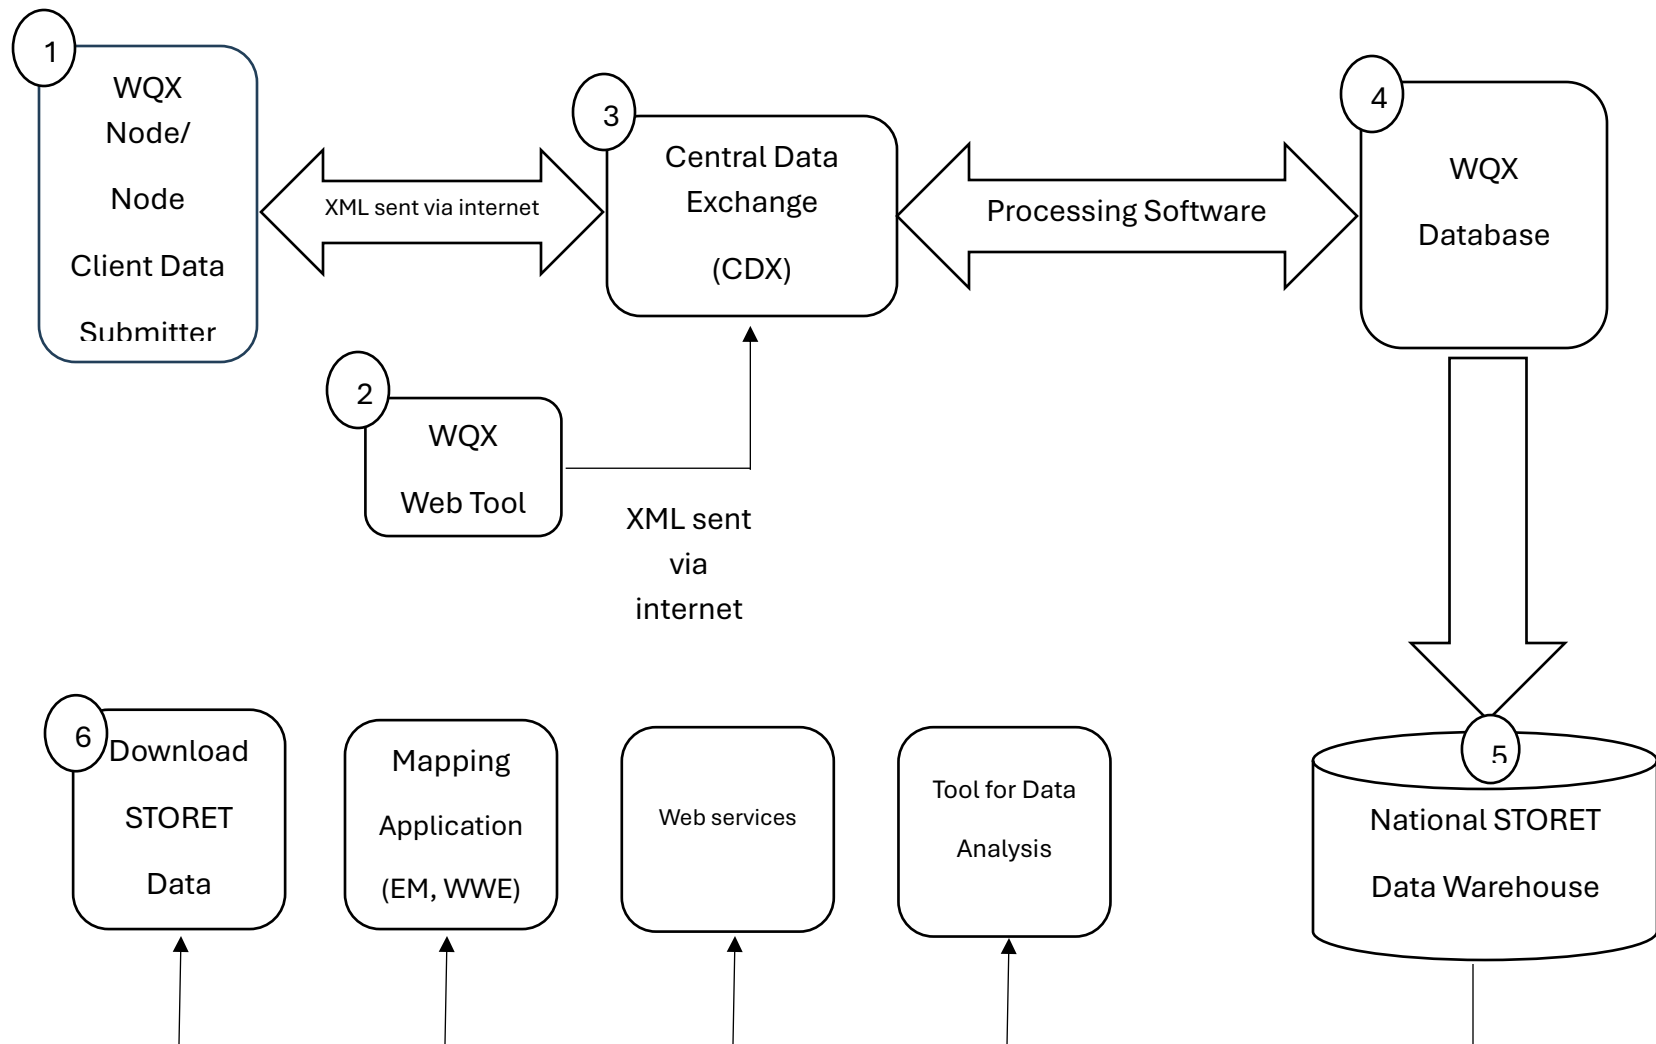 1
WQX
Node/
Node
Client Data
Submitter
XML sent via internet
3
Central Data
Exchange
(CDX)
Processing Software
4
WQX
Database
2
WQX
Web Tool
XML sent
via
internet
6
Download
STORET
Data
Mapping
Application
(EM, WWE)
Web services
Tool for Data
Analysis
5
National STORET
Data Warehouse